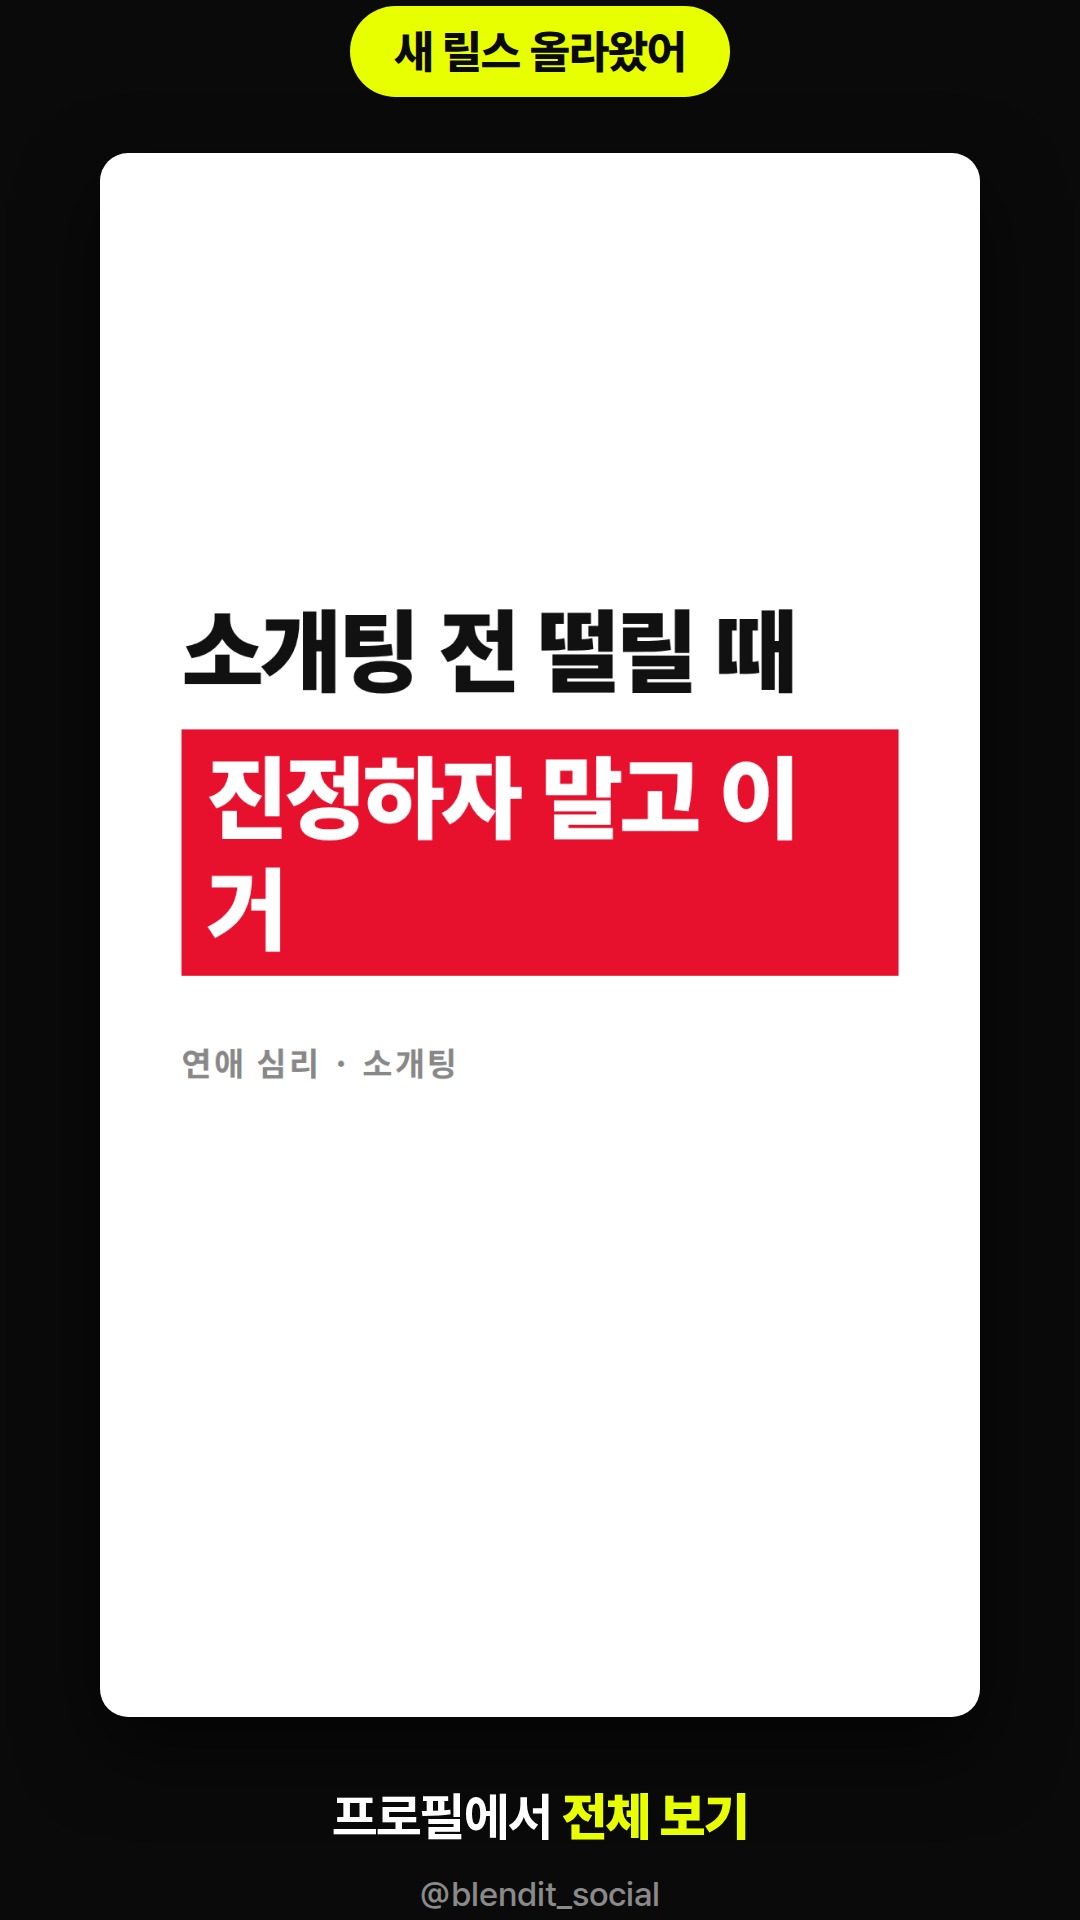 새 릴스 올라왔어
소개팅 전 떨릴 때
진정하자 말고 이
거
연애 심리 · 소개팅
프로필에서 전체 보기
@blendit_social